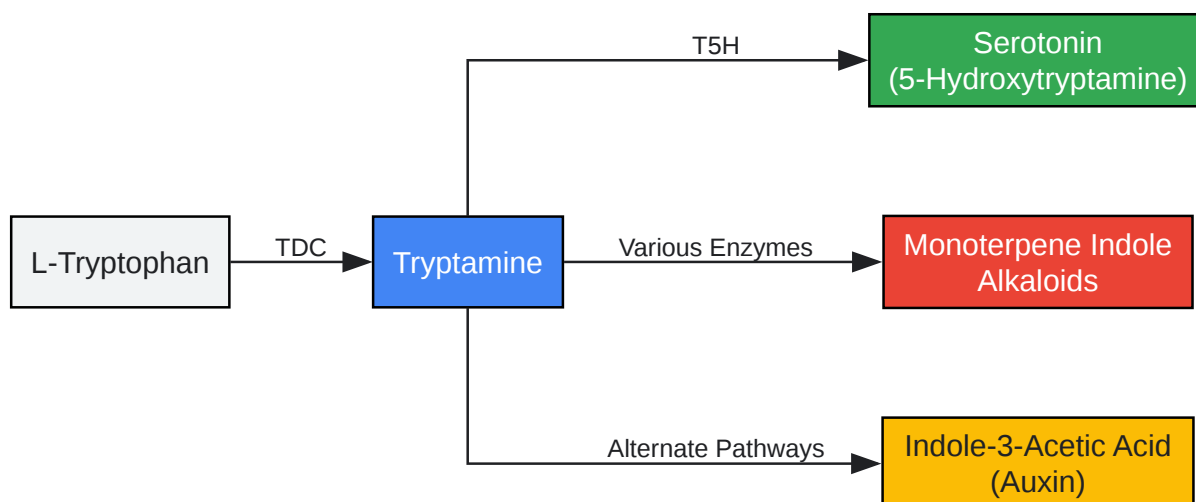 T5H
Serotonin
(5-Hydroxytryptamine)
L-Tryptophan
TDC
Tryptamine
Various Enzymes
Monoterpene Indole
Alkaloids
Alternate Pathways
Indole-3-Acetic Acid
(Auxin)